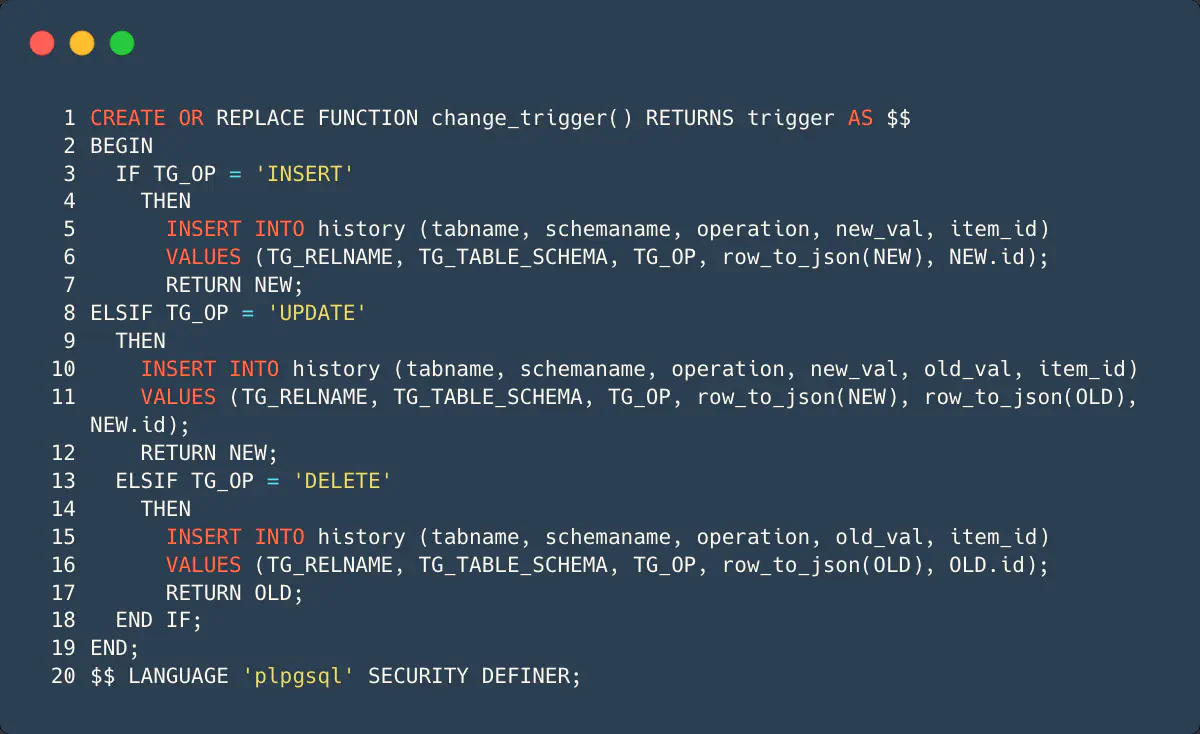 1 CREATE OR REPLACE FUNCTION change_trigger() RETURNS trigger AS $$
2 BEGIN
3   IF TG_OP = 'INSERT'
4     THEN
5       INSERT INTO history (tabname, schemaname, operation, new_val, item_id)
6       VALUES (TG_RELNAME, TG_TABLE_SCHEMA, TG_OP, row_to_json(NEW), NEW.id);
7       RETURN NEW;
8 ELSIF TG_OP = 'UPDATE'
9   THEN
10     INSERT INTO history (tabname, schemaname, operation, new_val, old_val, item_id)
11     VALUES (TG_RELNAME, TG_TABLE_SCHEMA, TG_OP, row_to_json(NEW), row_to_json(OLD),
NEW.id);
12     RETURN NEW;
13   ELSIF TG_OP = 'DELETE'
14     THEN
15       INSERT INTO history (tabname, schemaname, operation, old_val, item_id)
16       VALUES (TG_RELNAME, TG_TABLE_SCHEMA, TG_OP, row_to_json(OLD), OLD.id);
17       RETURN OLD;
18   END IF;
19 END;
20 $$ LANGUAGE 'plpgsql' SECURITY DEFINER;